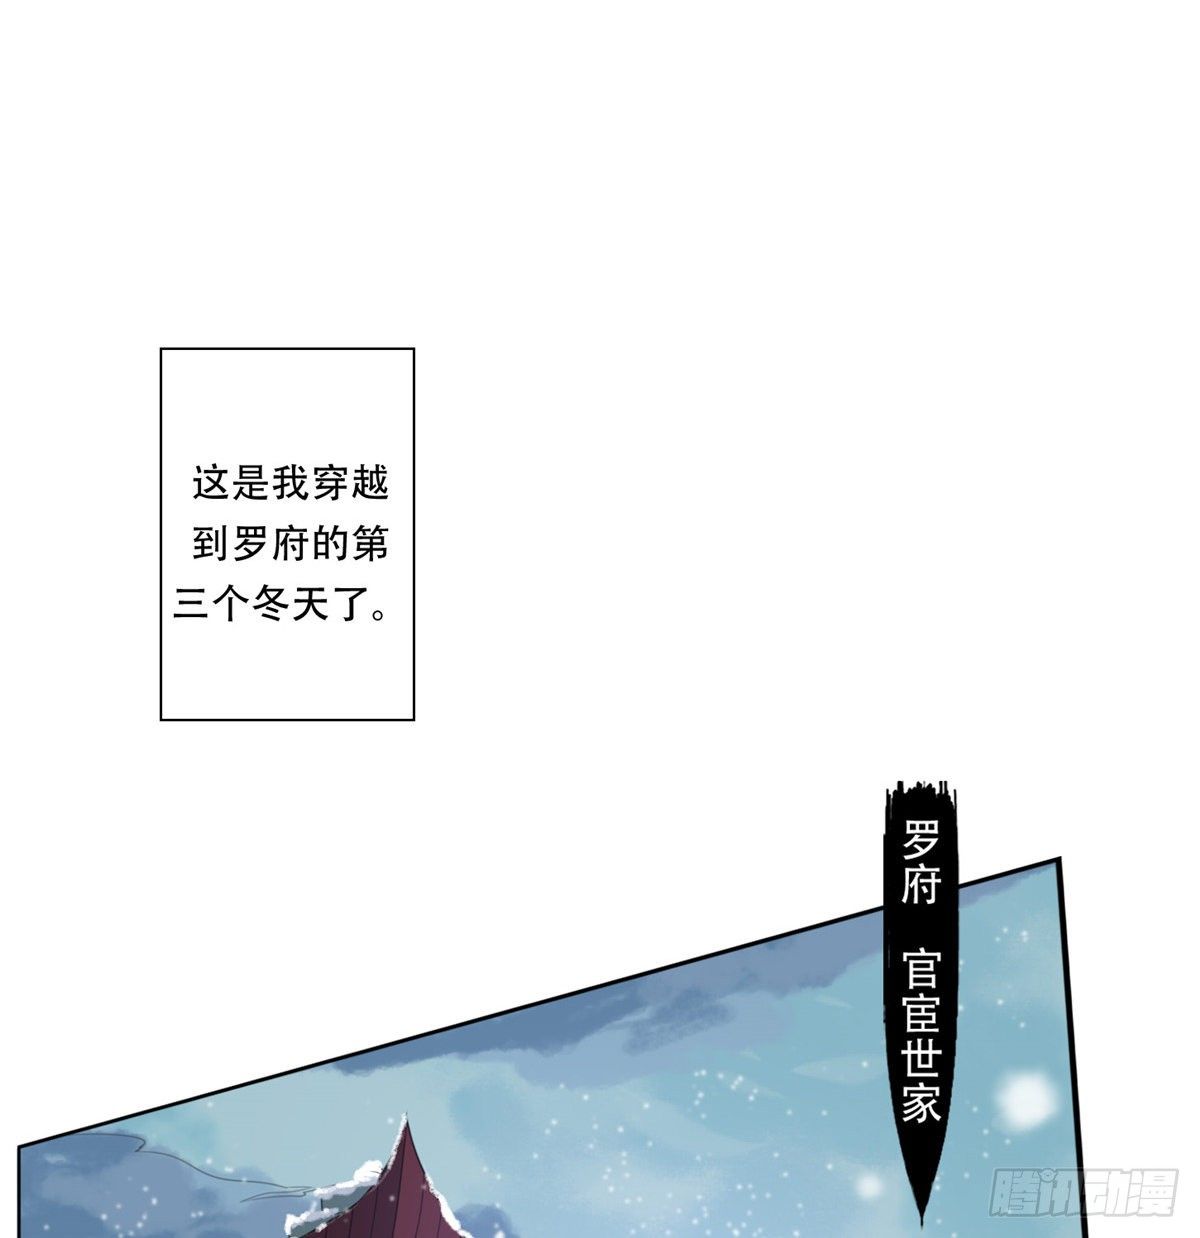 这是我穿越
到罗府的第
三个冬天了。
罗府 官宦世家
腾讯动漫